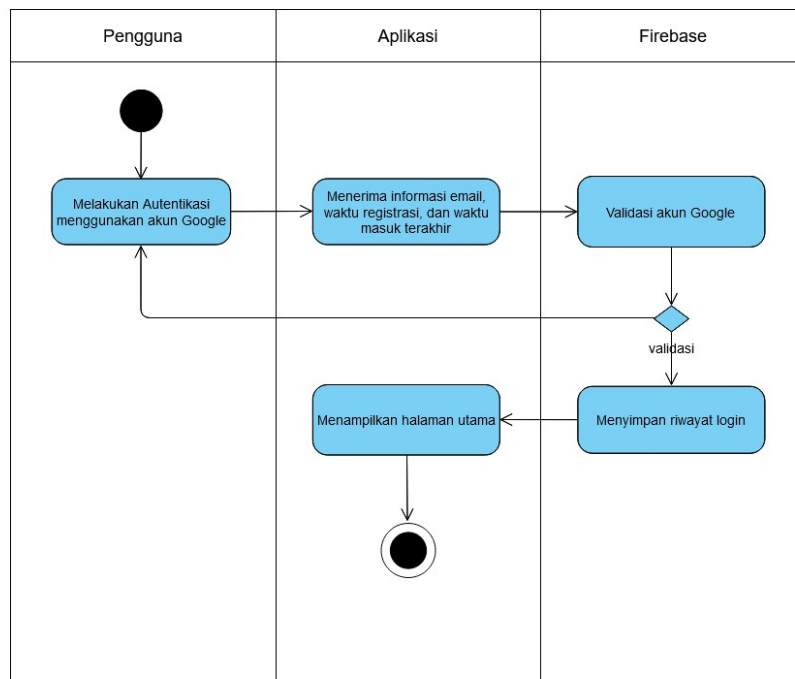 Pengguna
Aplikasi
Firebase
Melakukan Autentikasi
menggunakan akun Google
Menerima informasi email,
waktu registrasi, dan waktu
masuk terakhir
Validasi akun Google
validasi
Menampilkan halaman utama
Menyimpan riwayat login